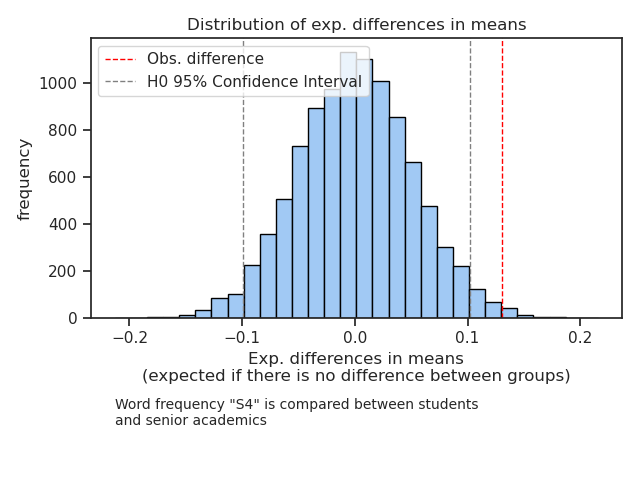 Distribution of exp. differences in means
Obs. difference
H0 95% Confidence Interval
frequency
1000
800
600
400
200
0
−0.2 −0.1 0.0 0.1 0.2
Exp. differences in means
(expected if there is no difference between groups)
Word frequency "S4" is compared between students
and senior academics